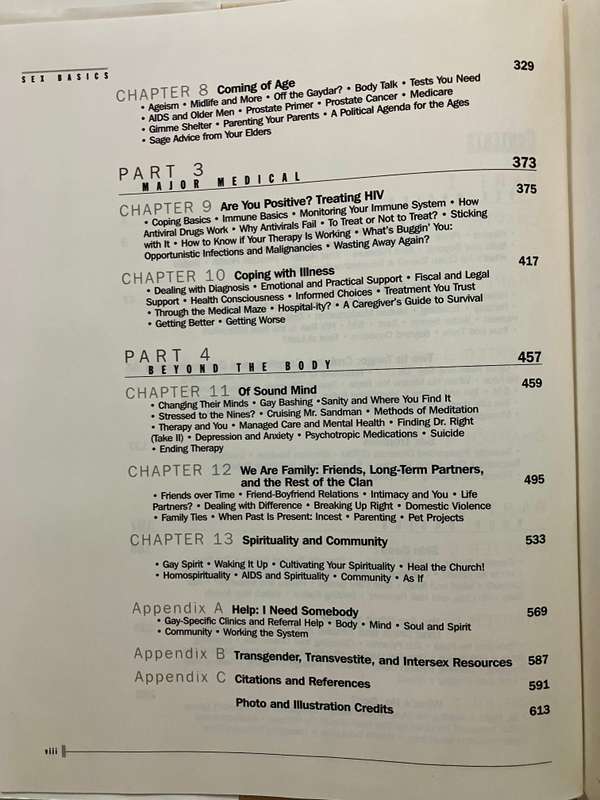 SEX BASICS
CHAPTER 8 Coming of Age 329
• Ageism • Midlife and More • Off the Gaydar? • Body Talk • Tests You Need
• AIDS and Older Men • Prostate Primer • Prostate Cancer • Medicare
• Gimme Shelter • Parenting Your Parents • A Political Agenda for the Ages
• Sage Advice from Your Elders
PART 3 373
MAJOR MEDICAL
CHAPTER 9 Are You Positive? Treating HIV 375
• Coping Basics • Immune Basics • Monitoring Your Immune System • How
Antiviral Drugs Work • Why Antivirals Fail • To Treat or Not to Treat? • Sticking
with It • How to Know if Your Therapy Is Working • What's Buggin' You:
Opportunistic Infections and Malignancies • Wasting Away Again?
CHAPTER 10 Coping with Illness 417
• Dealing with Diagnosis • Emotional and Practical Support • Fiscal and Legal
Support • Health Consciousness • Informed Choices • Treatment You Trust
• Through the Medical Maze • Hospital-ity? • A Caregiver's Guide to Survival
• Getting Better • Getting Worse
PART 4 457
BEYOND THE BODY
CHAPTER 11 Of Sound Mind 459
• Changing Their Minds • Gay Bashing •Sanity and Where You Find It
• Stressed to the Nines? • Cruising Mr. Sandman • Methods of Meditation
• Therapy and You • Managed Care and Mental Health • Finding Dr. Right
(Take II) • Depression and Anxiety • Psychotropic Medications • Suicide
• Ending Therapy
CHAPTER 12 We Are Family: Friends, Long-Term Partners,
and the Rest of the Clan 495
• Friends over Time • Friend-Boyfriend Relations • Intimacy and You • Life
Partners? • Dealing with Difference • Breaking Up Right • Domestic Violence
• Family Ties • When Past Is Present: Incest • Parenting • Pet Projects
CHAPTER 13 Spirituality and Community 533
• Gay Spirit • Waking It Up • Cultivating Your Spirituality • Heal the Church!
• Homospirituality • AIDS and Spirituality • Community • As If
Appendix A Help: I Need Somebody 569
• Gay-Specific Clinics and Referral Help • Body • Mind • Soul and Spirit
• Community • Working the System
Appendix B Transgender, Transvestite, and Intersex Resources 587
Appendix C Citations and References 591
Photo and Illustration Credits 613
viii